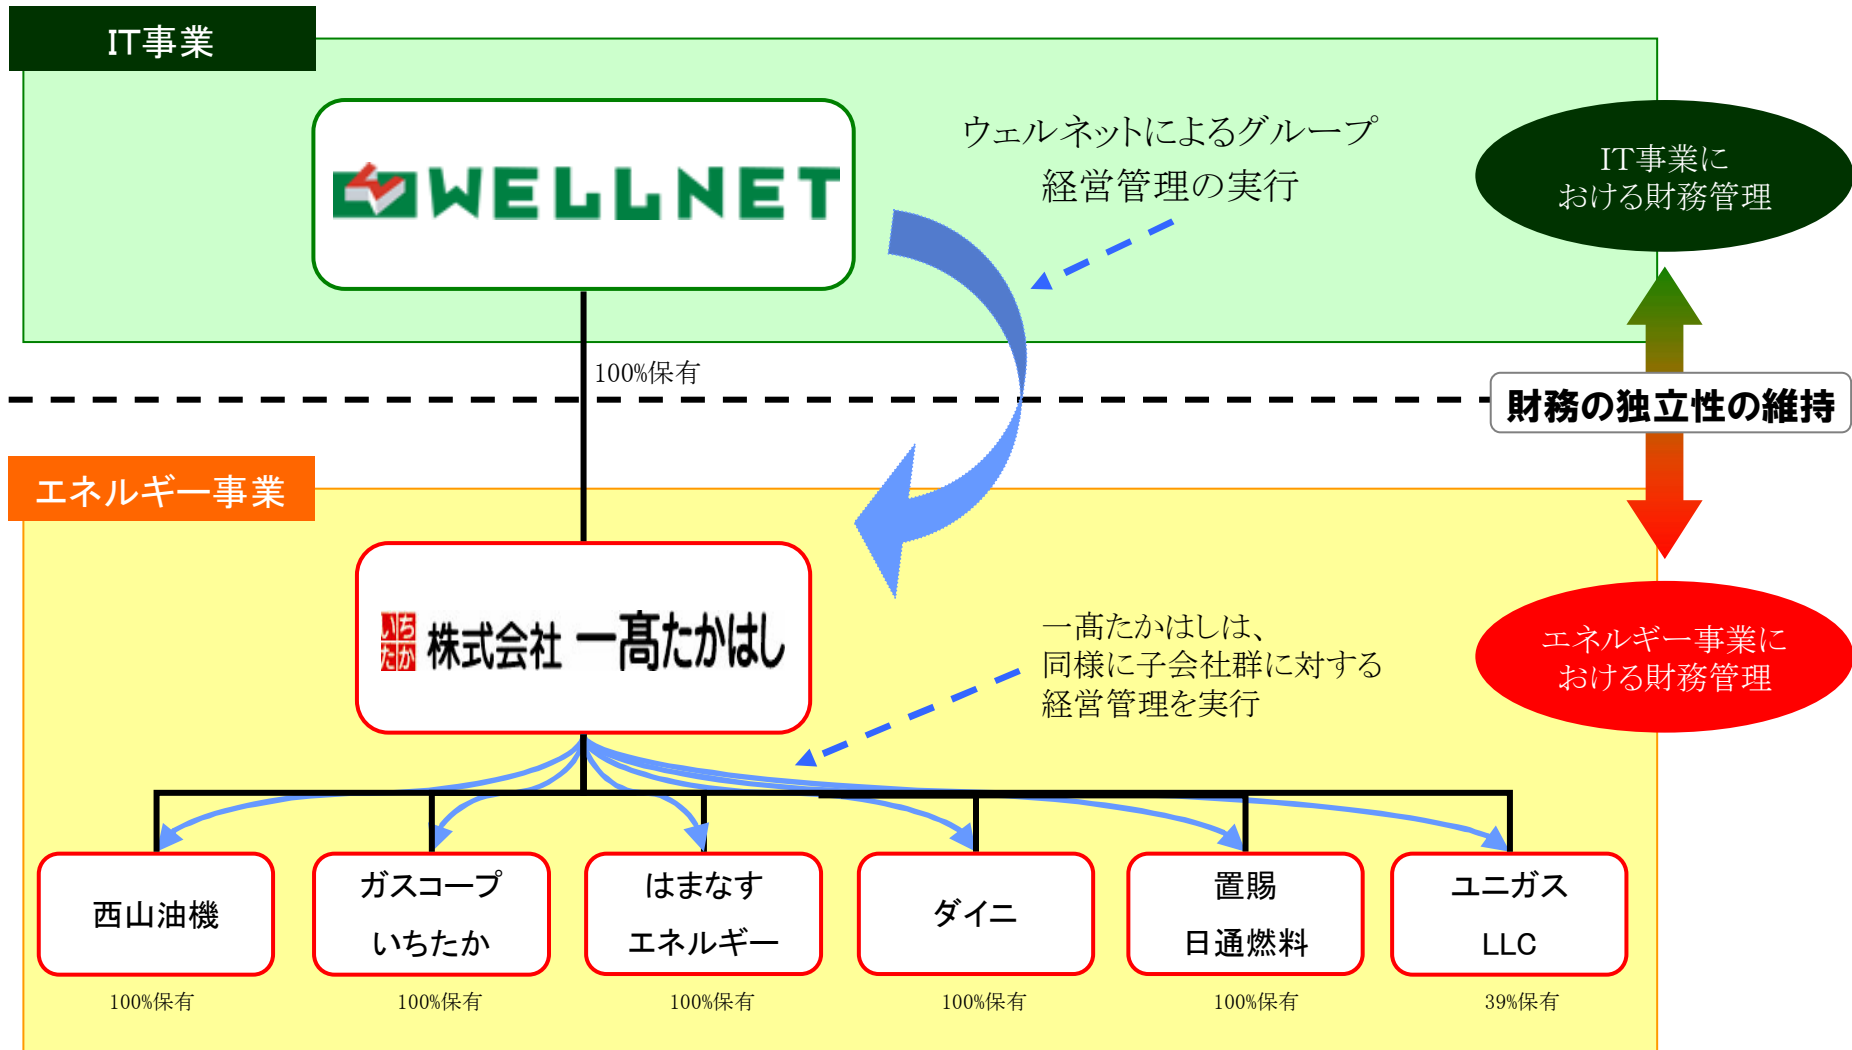 IT事業
WELLNET
ウェルネットによるグループ
経営管理の実行
IT事業に
おける財務管理
100%保有
財務の独立性の維持
エネルギー事業
いち
たか
株式会社 一髙たかはし
一髙たかはしは、
同様に子会社群に対する
経営管理を実行
エネルギー事業に
おける財務管理
西山油機
ガスコープ
いちたか
はまなす
エネルギー
ダイニ
置賜
日通燃料
ユニガス
LLC
100%保有
100%保有
100%保有
100%保有
100%保有
39%保有